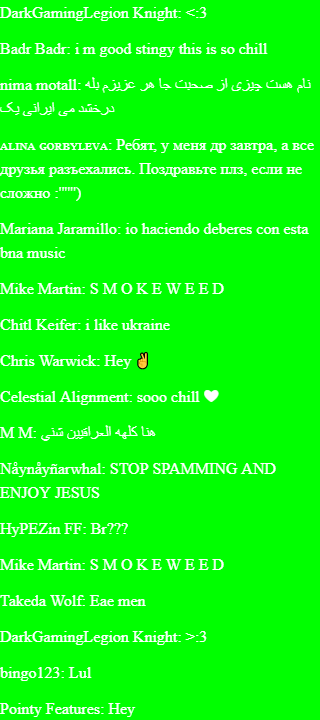 DarkGamingLegion Knight: <:3
Badr Badr: i m good stingy this is so chill
nima motall: نام هست چیزی از صحبت جا هر عزیزم بله
درخشد می ایرانی یک
ᴀʟɪɴᴀ ɢᴏʀʙʏʟᴇᴠᴀ: Ребят, у меня др завтра, а все
друзья разъехались. Поздравьте плз, если не
сложно :""")
Mariana Jaramillo: io haciendo deberes con esta
bna music
Mike Martin: S M O K E W E E D
Chitl Keifer: i like ukraine
Chris Warwick: Hey ✌
Celestial Alignment: sooo chill ❤
M M: هنا كلهه العراقيين شني
Nåynåyñarwhal: STOP SPAMMING AND
ENJOY JESUS
HyPEZin FF: Br???
Mike Martin: S M O K E W E E D
Takeda Wolf: Eae men
DarkGamingLegion Knight: >:3
bingo123: Lul
Pointy Features: Hey